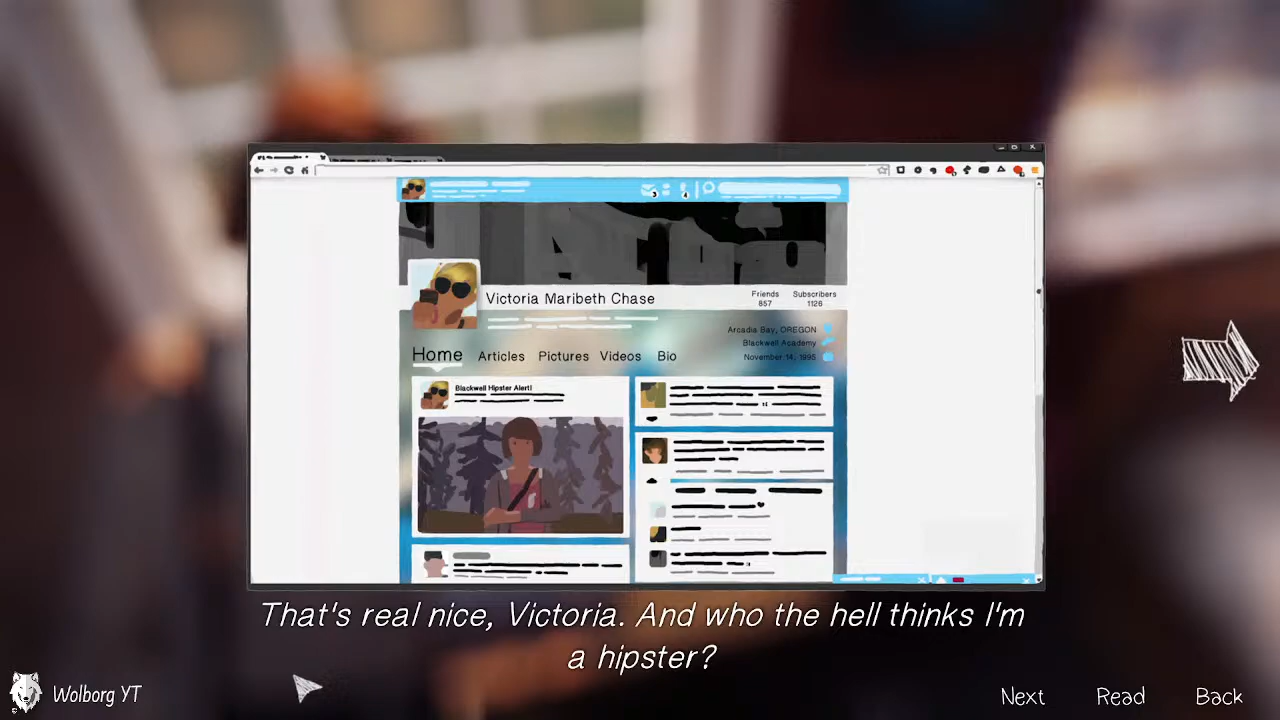 Victoria Maribeth Chase
Friends
857
Subscribers
1126
Arcadia Bay, OREGON
Blackwell Academy
November 14, 1995
Home Articles Pictures Videos Bio
Blackwell Hipster Alert!
That's real nice, Victoria. And who the hell thinks I'm
a hipster?
Wolborg YT
Next Read Back